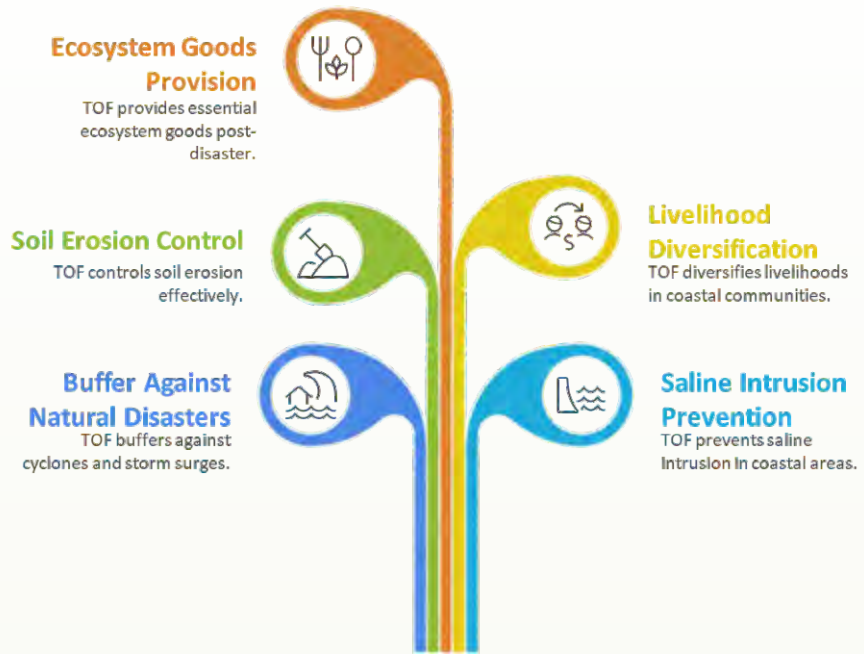 Ecosystem Goods
Provision
TOF provides essential
ecosystem goods post-
disaster.
Soil Erosion Control
TOF controls soil erosion
effectively.
Livelihood
Diversification
TOF diversifies livelihoods
in coastal communities.
Buffer Against
Natural Disasters
TOF buffers against
cyclones and storm surges.
Saline Intrusion
Prevention
TOF prevents saline
intrusion in coastal areas.